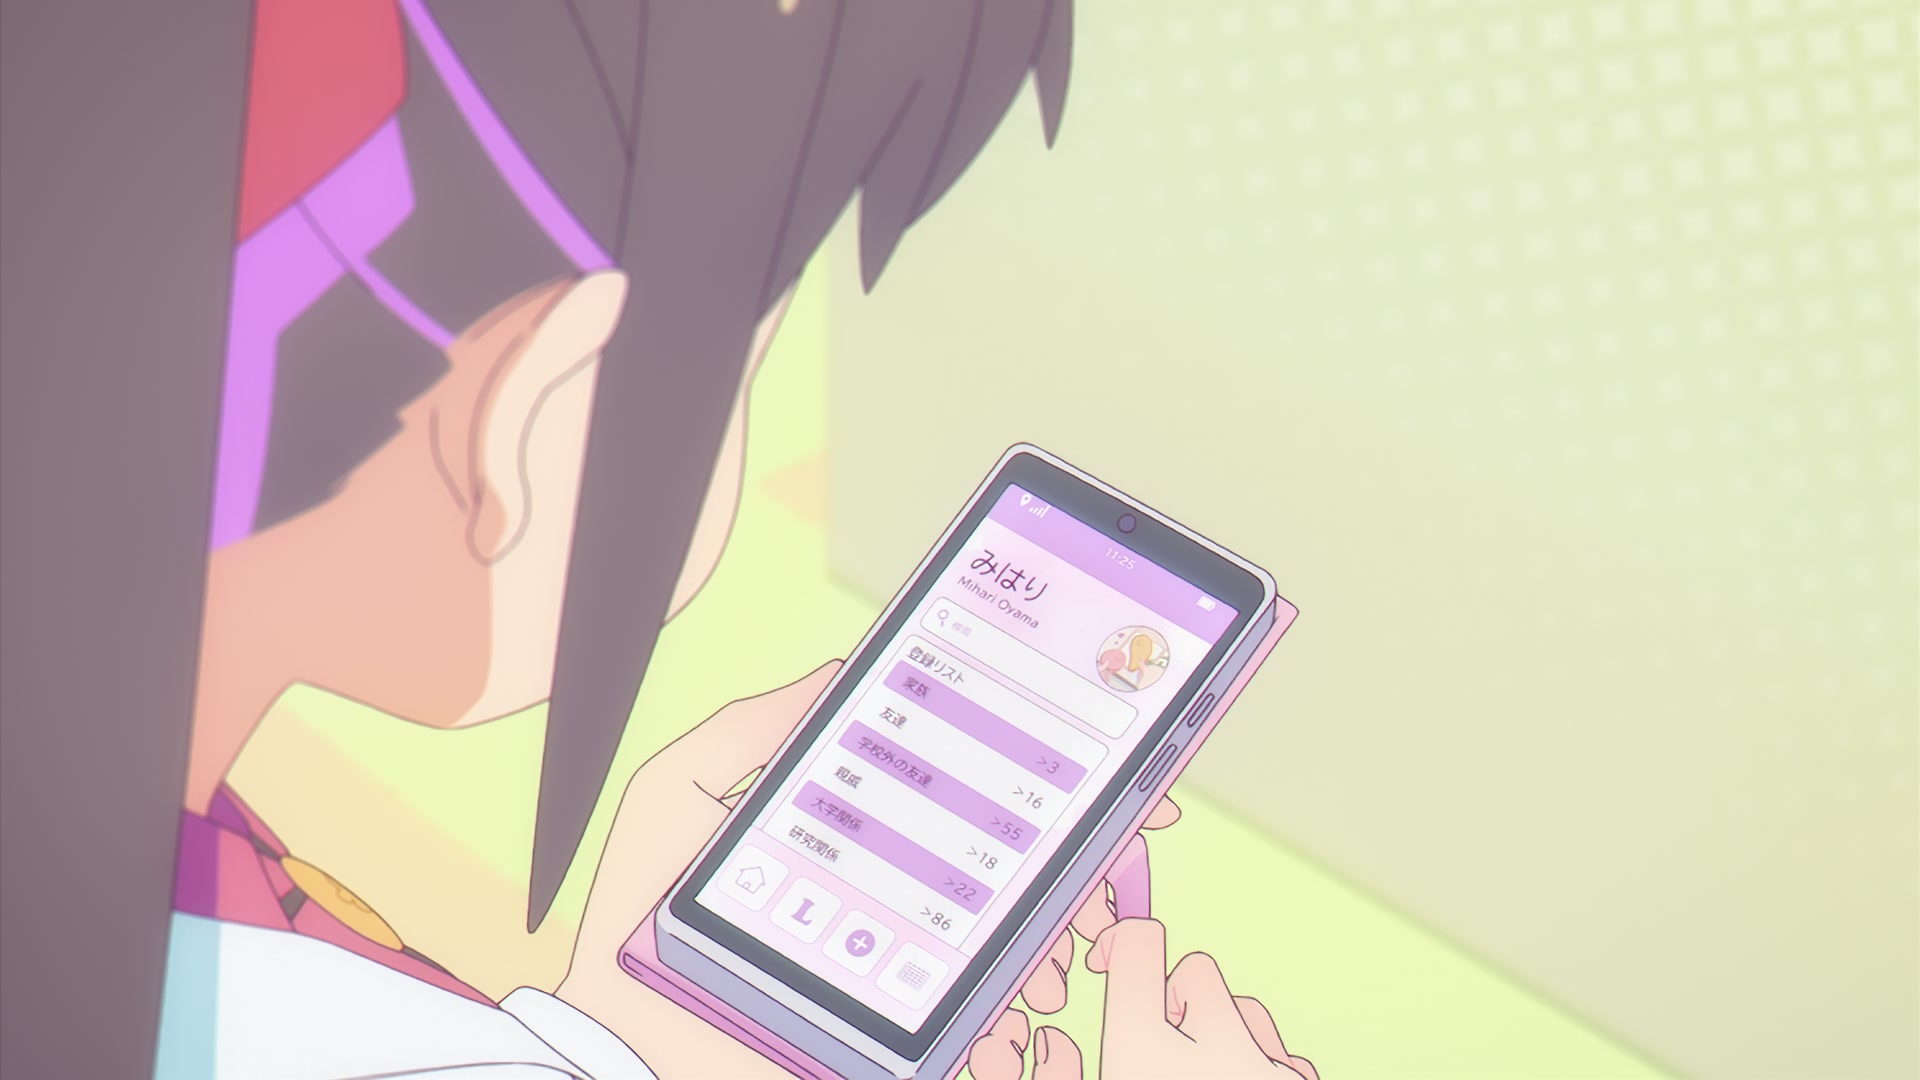 11:25
みはり
Mihari Oyama
検索
登録リスト
家族 >3
友達 >16
学校外の友達 >55
親戚 >18
大学関係 >22
研究関係 >86
L